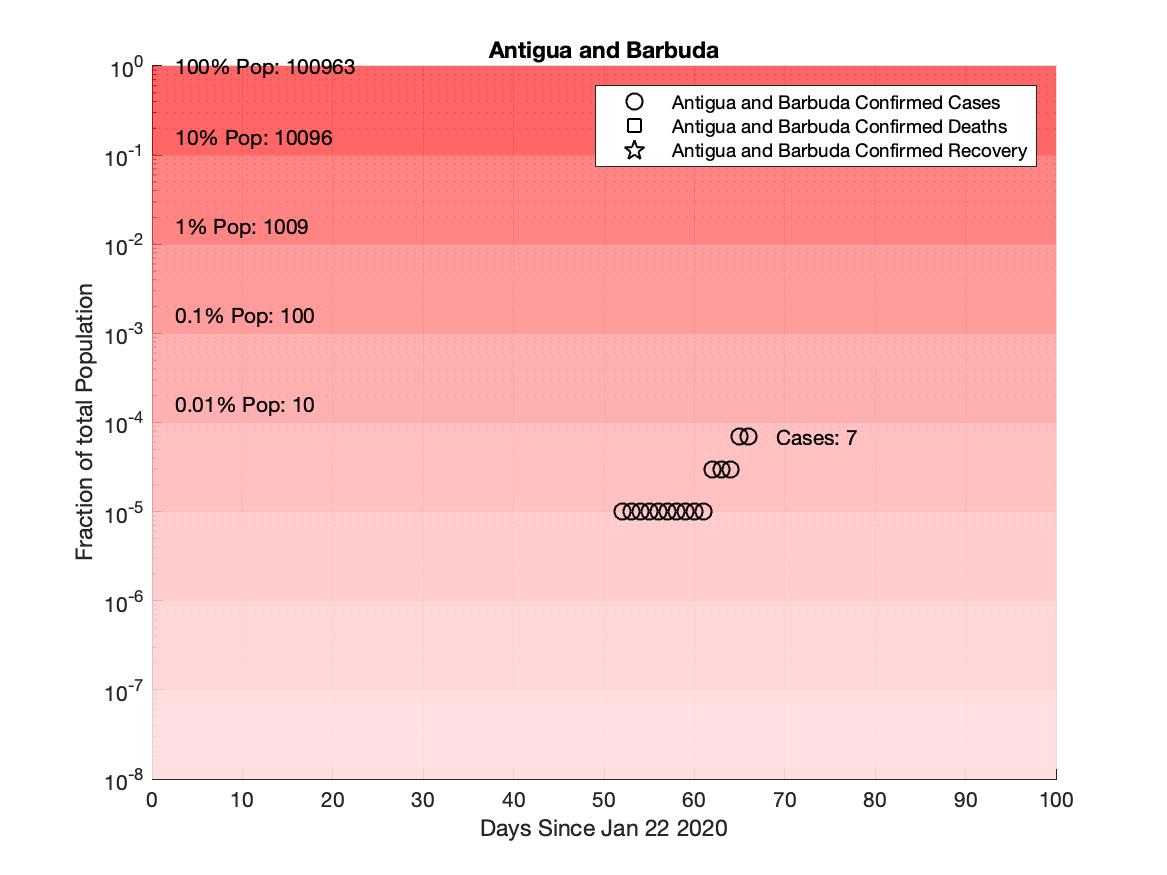 Antigua and Barbuda
10^0
100% Pop: 100963
Antigua and Barbuda Confirmed Cases
Antigua and Barbuda Confirmed Deaths
10% Pop: 10096
Antigua and Barbuda Confirmed Recovery
10^-1
1% Pop: 1009
10^-2
0.1% Pop: 100
10^-3
0.01% Pop: 10
10^-4
Cases: 7
10^-5
10^-6
10^-7
10^-8
Fraction of total Population
0 10 20 30 40 50 60 70 80 90 100
Days Since Jan 22 2020